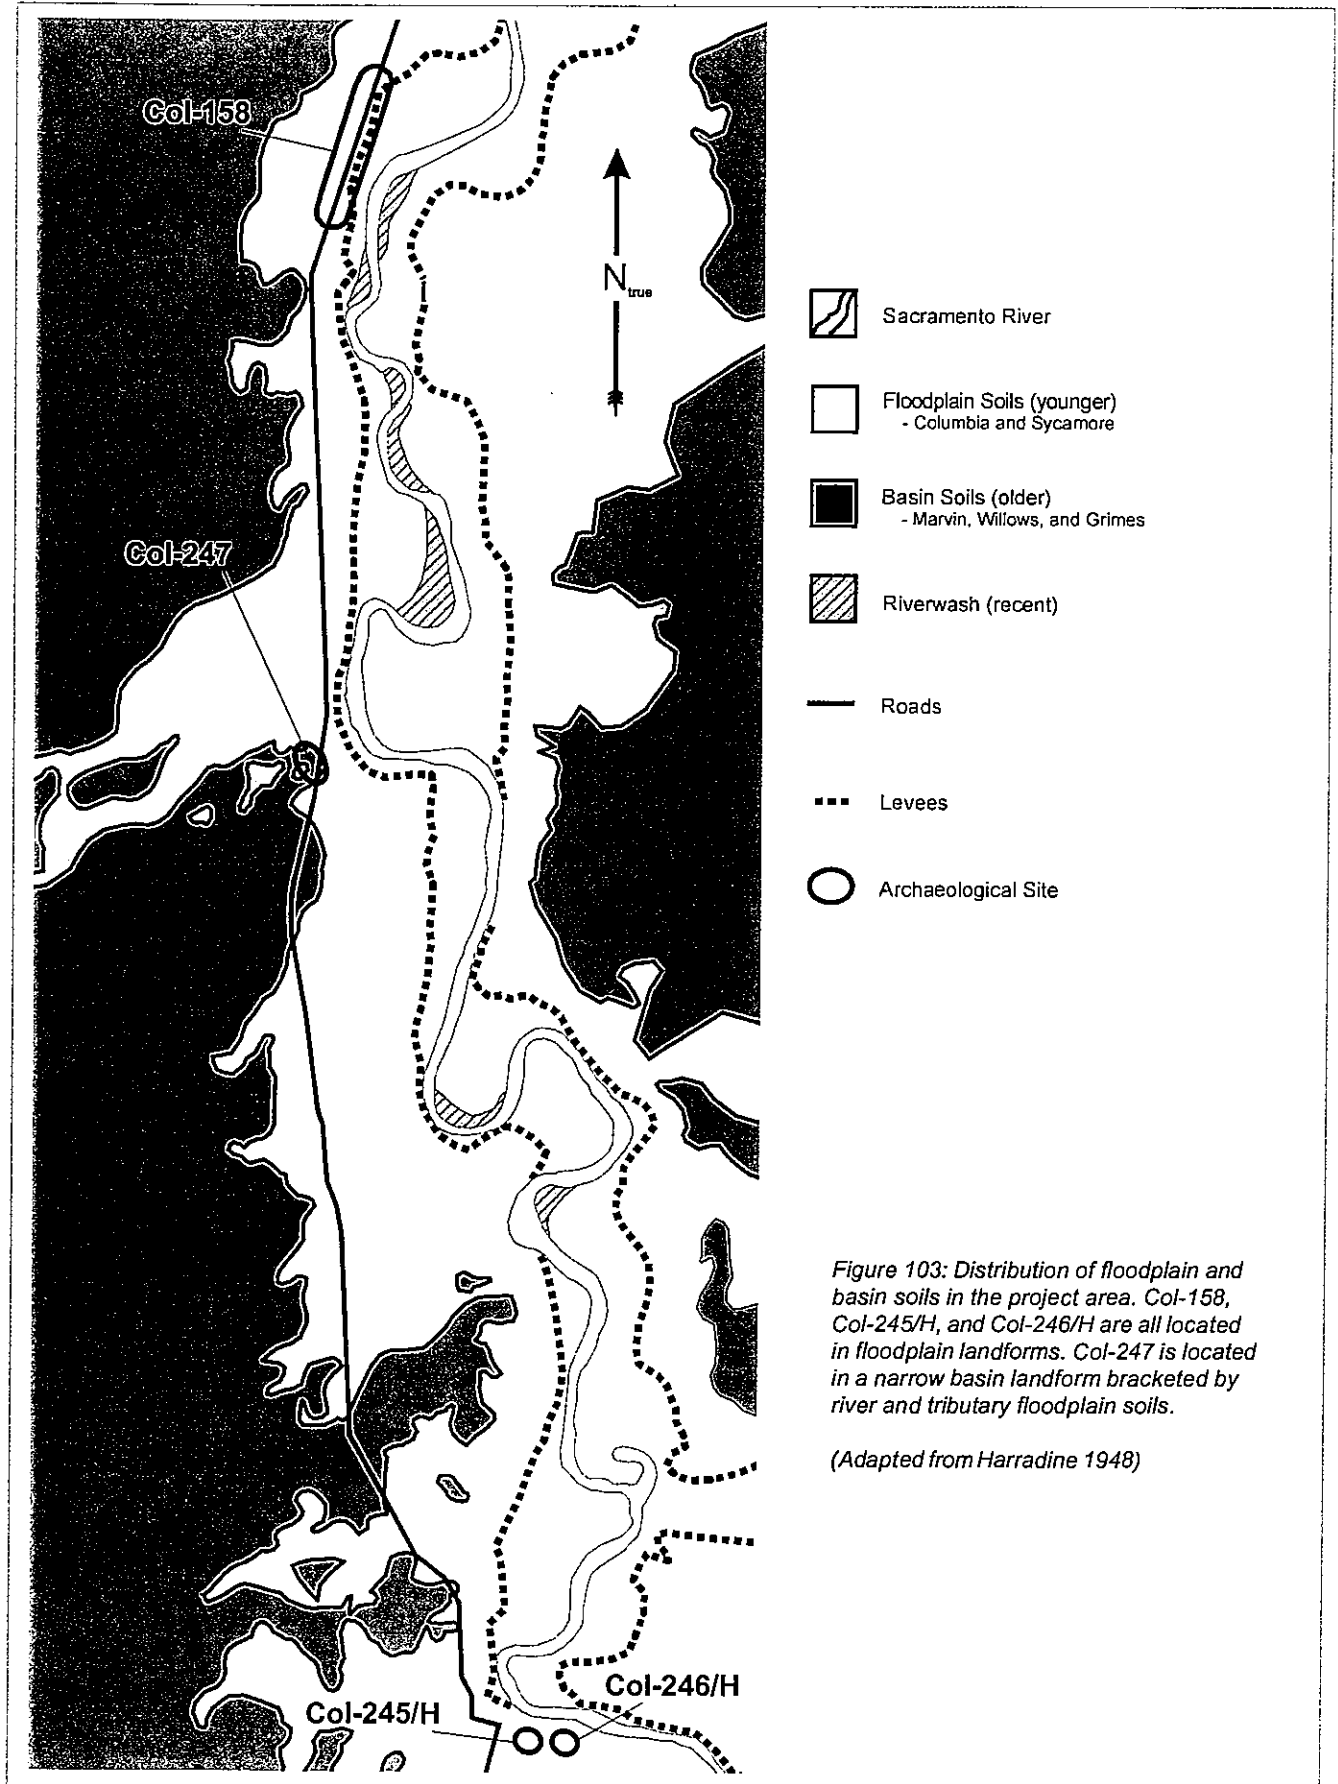 Col-158
N true
Sacramento River
Floodplain Soils (younger)
- Columbia and Sycamore
Basin Soils (older)
- Marvin, Willows, and Grimes
Col-247
Riverwash (recent)
Roads
Levees
Archaeological Site
Figure 103: Distribution of floodplain and
basin soils in the project area. Col-158,
Col-245/H, and Col-246/H are all located
in floodplain landforms. Col-247 is located
in a narrow basin landform bracketed by
river and tributary floodplain soils.
(Adapted from Harradine 1948)
Col-246/H
Col-245/H